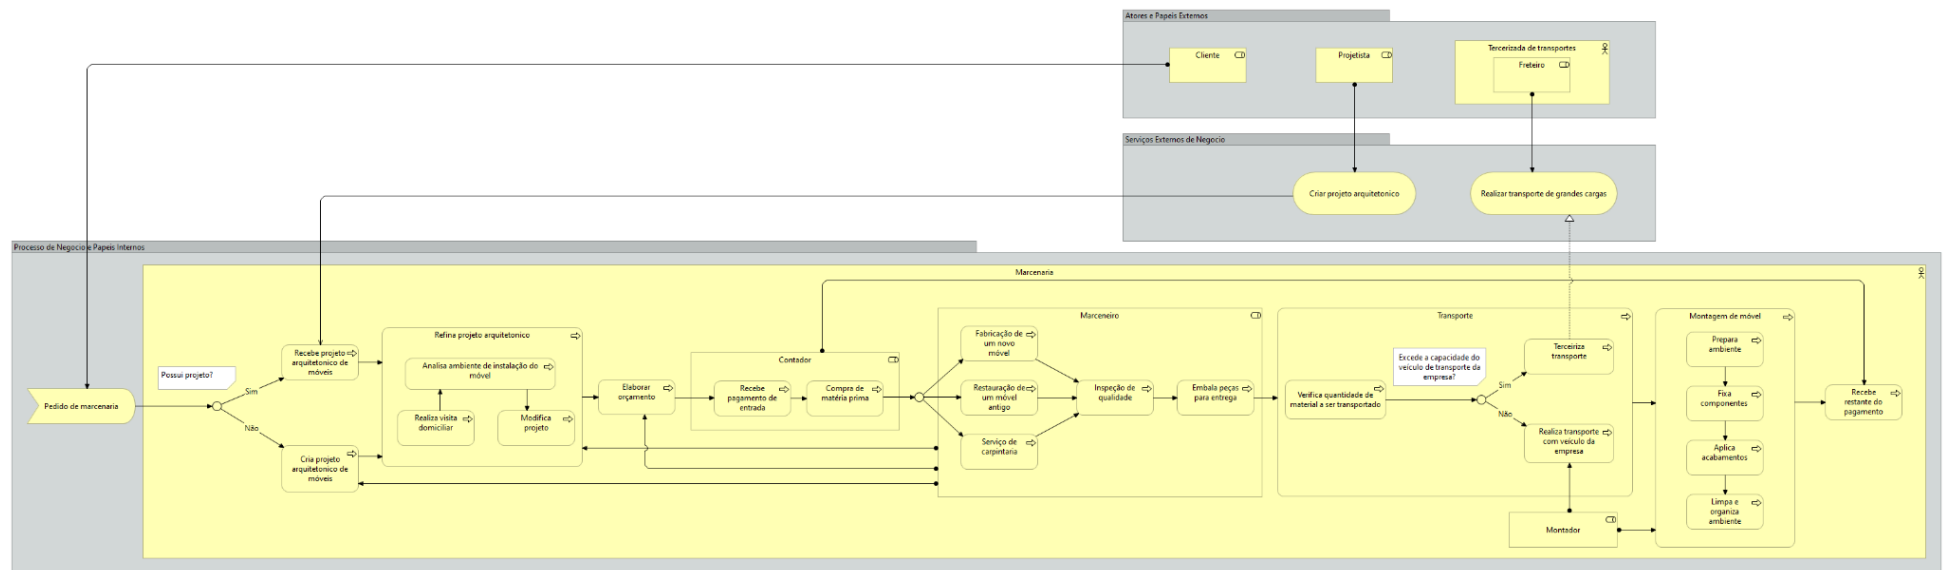 Atores e Papeis Externos
Cliente
Projetista
Tercerizada de transportes
Freteiro
Serviços Externos de Negocio
Criar projeto arquitetonico
Realizar transporte de grandes cargas
Processo de Negocio e Papeis Internos
Marcenaria
Pedido de marcenaria
Possui projeto?
Sim
Não
Recebe projeto
arquitetonico de
móveis
Cria projeto
arquitetonico de
móveis
Refina projeto arquitetonico
Analisa ambiente de instalação do
móvel
Realiza visita
domiciliar
Modifica
projeto
Elaborar
orçamento
Contador
Recebe
pagamento de
entrada
Compra de
matéria prima
Marceneiro
Fabricação de
um novo
móvel
Restauração de
um móvel
antigo
Serviço de
carpintaria
Inspeção de
qualidade
Embala peças
para entrega
Transporte
Verifica quantidade de
material a ser transportado
Excede a capacidade do
veículo de transporte da
empresa?
Sim
Não
Terceiriza
transporte
Realiza transporte
com veículo da
empresa
Montador
Montagem de móvel
Prepara
ambiente
Fixa
componentes
Aplica
acabamentos
Limpa e
organiza
ambiente
Recebe
restante do
pagamento